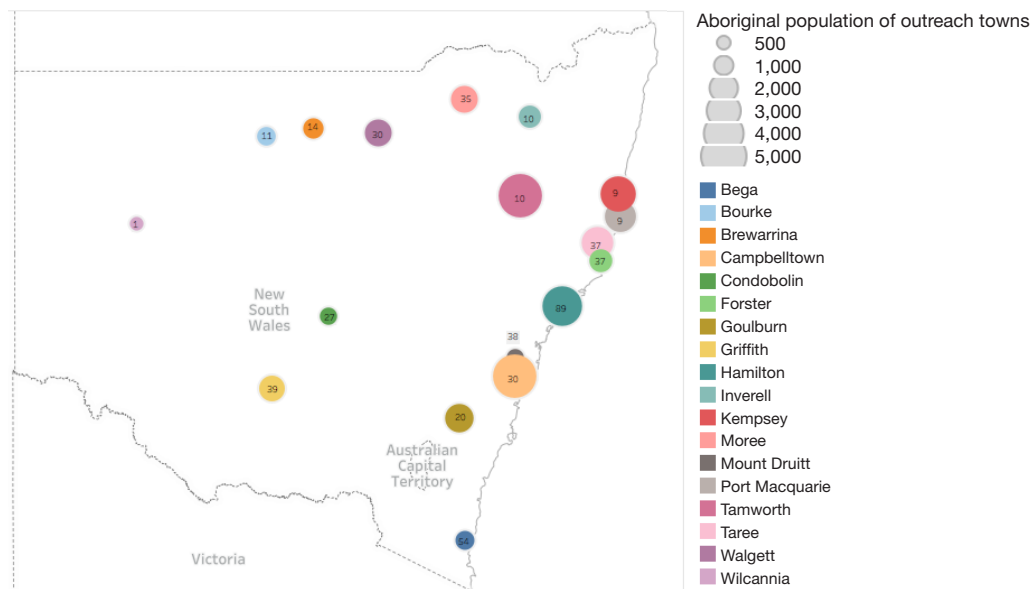 Aboriginal population of outreach towns
500
1,000
2,000
3,000
4,000
5,000
Bega
Bourke
Brewarrina
Campbelltown
Condobolin
Forster
Goulburn
Griffith
Hamilton
Inverell
Kempsey
Moree
Mount Druitt
Port Macquarie
Tamworth
Taree
Walgett
Wilcannia
35
10
14
11
30
10
9
9
1
37
37
89
New
South
Wales
27
38
30
39
20
Australian
Capital
Territory
54
Victoria